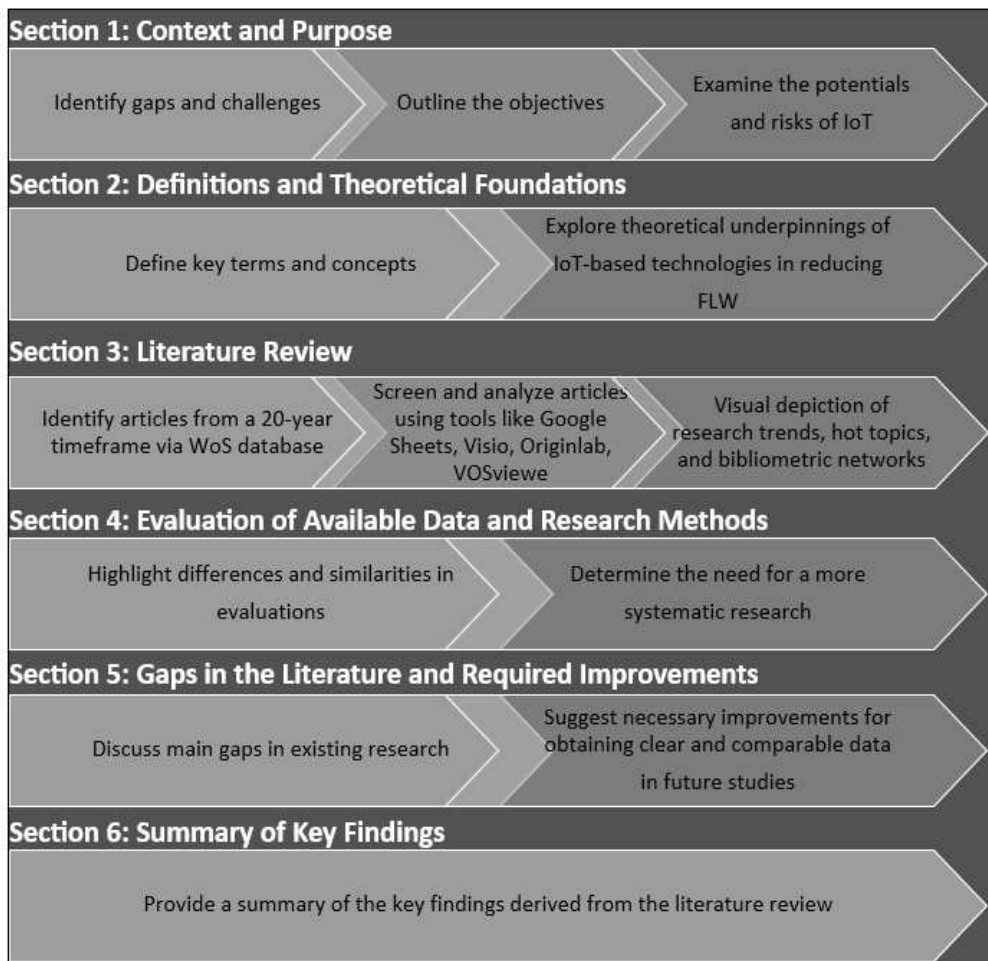 Section 1: Context and Purpose
Identify gaps and challenges
Outline the objectives
Examine the potentials
and risks of IoT
Section 2: Definitions and Theoretical Foundations
Define key terms and concepts
Explore theoretical underpinnings of
IoT-based technologies in reducing
FLW
Section 3: Literature Review
Identify articles from a 20-year
timeframe via WoS database
Screen and analyze articles
using tools like Google
Sheets, Visio, Originlab,
VOSviewe
Visual depiction of
research trends, hot topics,
and bibliometric networks
Section 4: Evaluation of Available Data and Research Methods
Highlight differences and similarities in
evaluations
Determine the need for a more
systematic research
Section 5: Gaps in the Literature and Required Improvements
Discuss main gaps in existing research
Suggest necessary improvements for
obtaining clear and comparable data
in future studies
Section 6: Summary of Key Findings
Provide a summary of the key findings derived from the literature review